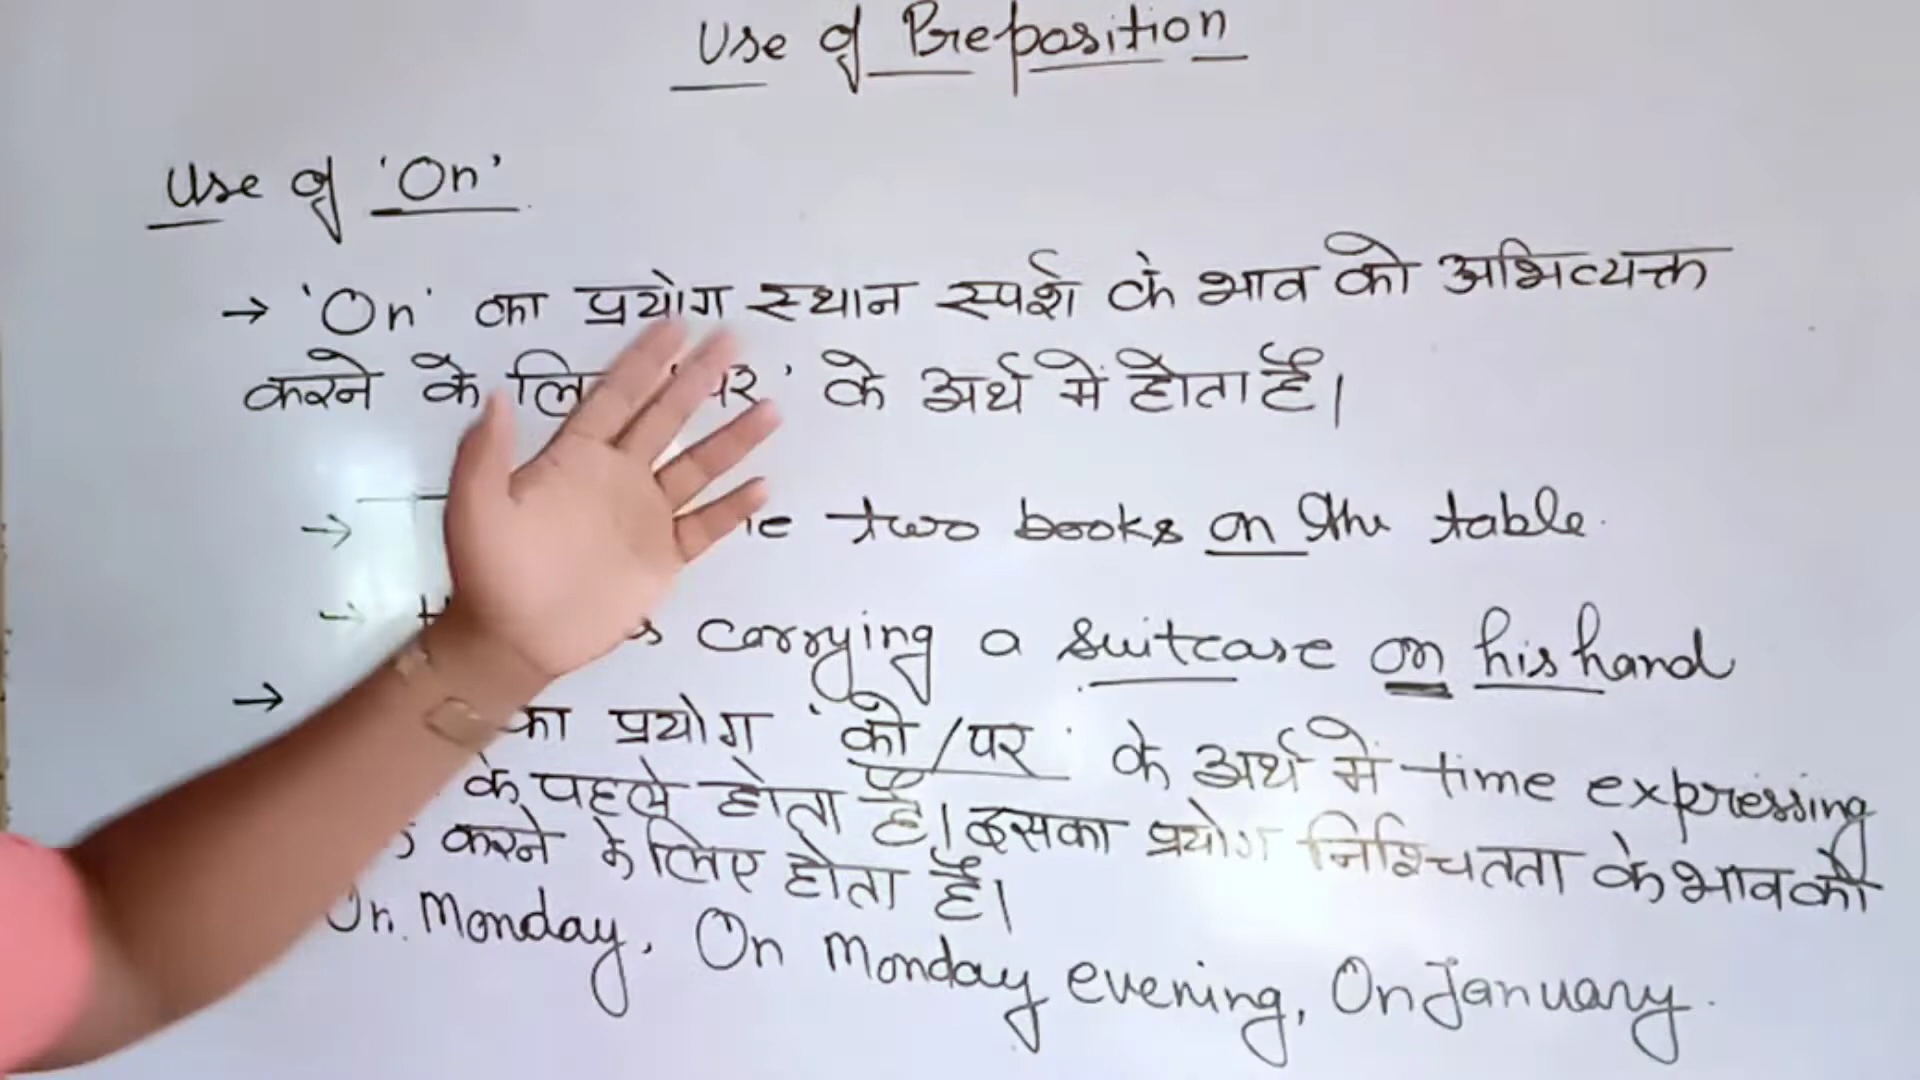 Use of Preposition
Use of 'On'
→ 'On' का प्रयोग स्थान स्पर्श के भाव को अभिव्यक्त
करने के 'पर' के अर्थ में होता है।
→ two books on the table.
→ carrying a suitcase on his hand
→ का प्रयोग 'को/पर' के अर्थ में time expressing
के पहले होता है। इसका प्रयोग निश्चितता के भाव को
करने के लिए होता है।
On Monday, On Monday evening, On January.